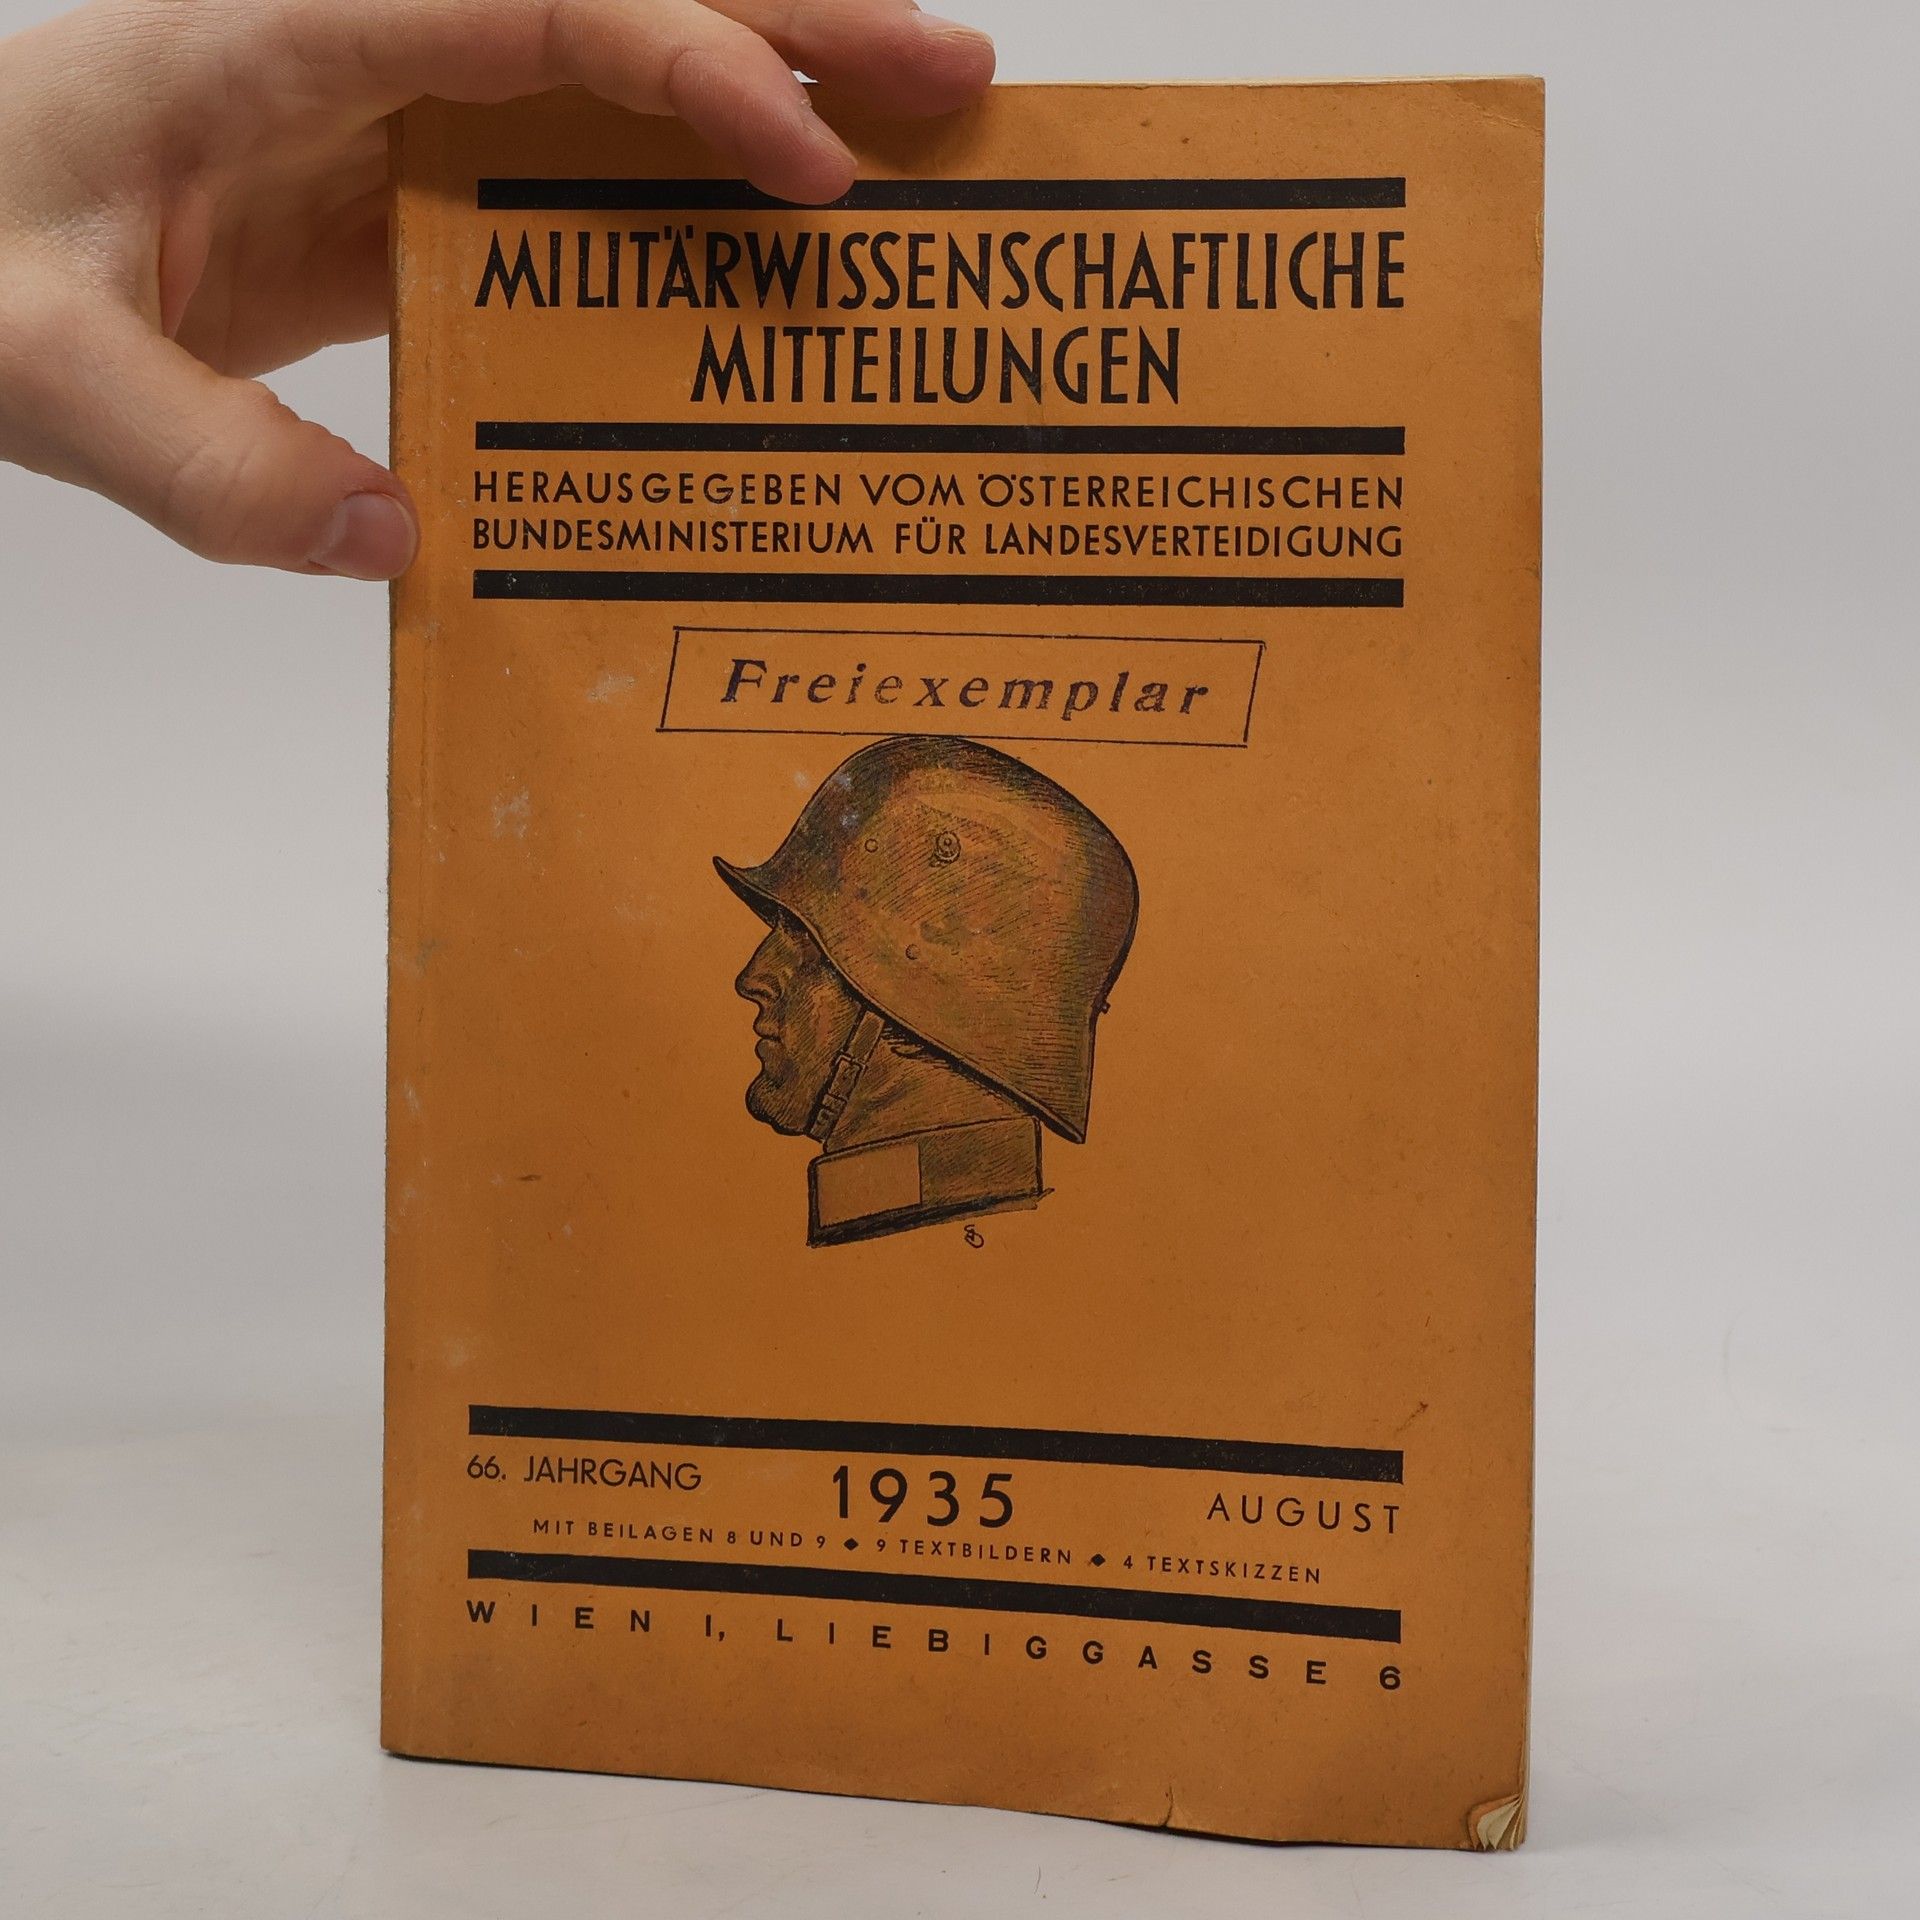 MILITÄRWISSENSCHAFTLICHE
MITTEILUNGEN
HERAUSGEGEBEN VOM ÖSTERREICHISCHEN
BUNDESMINISTERIUM FÜR LANDESVERTEIDIGUNG
Freiexemplar
66. JAHRGANG 1935 AUGUST
MIT BEILAGEN 8 UND 9 ◆ 9 TEXTBILDERN ◆ 4 TEXTSKIZZEN
WIEN I, LIEBIGGASSE 6